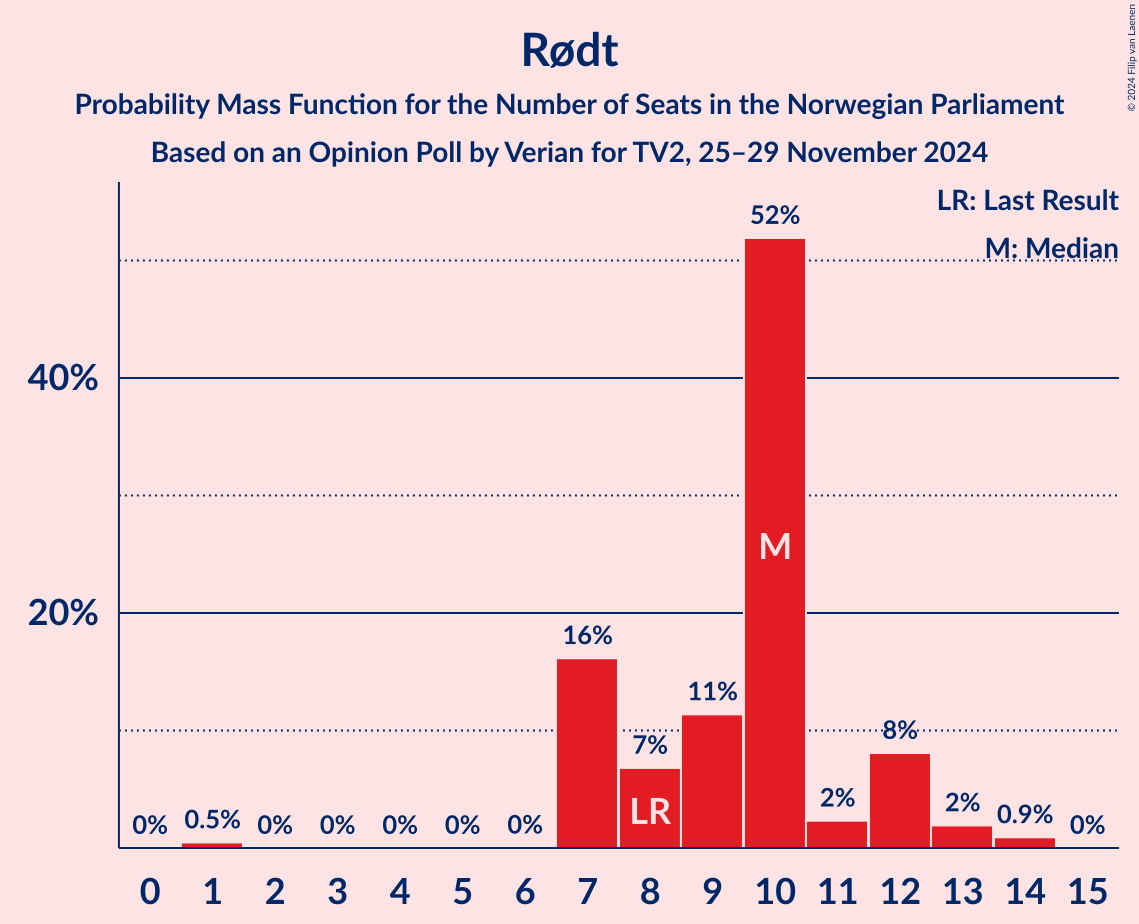 Rødt
Probability Mass Function for the Number of Seats in the Norwegian Parliament
Based on an Opinion Poll by Verian for TV2, 25–29 November 2024
© 2024 Filip van Laenen
LR: Last Result
M: Median
52%
40%
M
20%
16%
11%
7%
8%
LR
2%
2%
0.9%
0%
0.5%
0%
0%
0%
0%
0%
0%
0 1 2 3 4 5 6 7 8 9 10 11 12 13 14 15